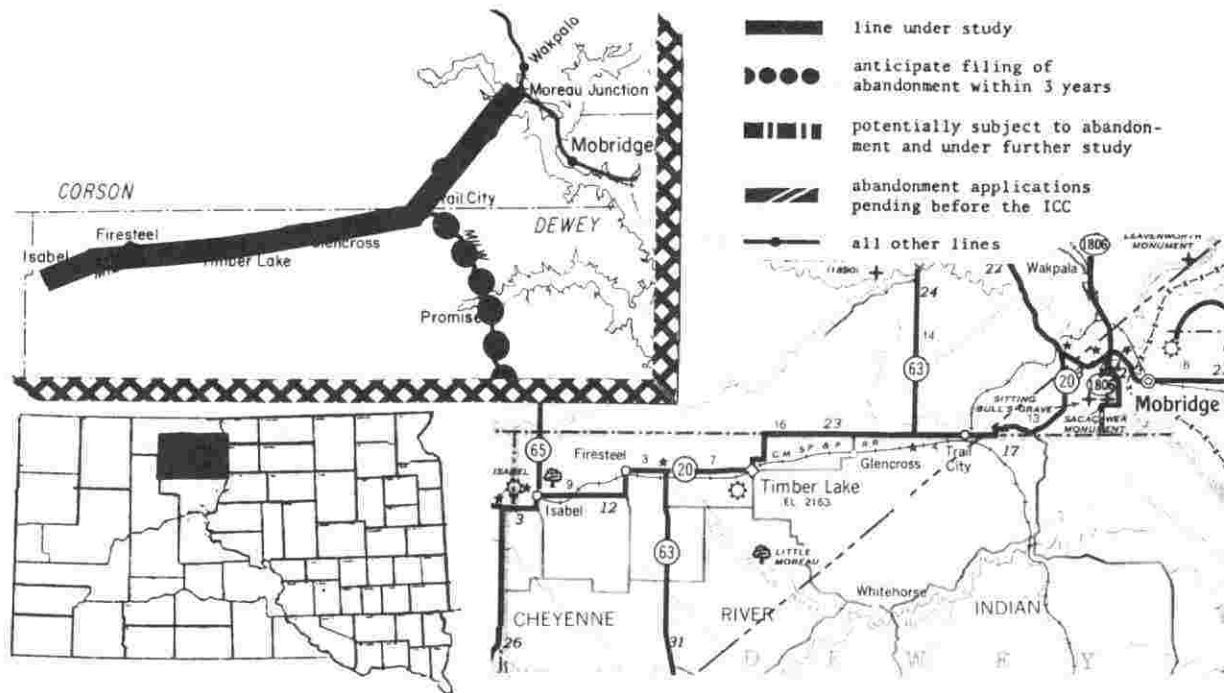 line under study
anticipate filing of
abandonment within 3 years
potentially subject to abandon-
ment and under further study
abandonment applications
pending before the ICC
all other lines
Wakpala
Moreau Junction
Mobridge
CORSON
DEWEY
Isabel
Firesteel
Timber Lake
Glencross
Promise
LEAVENWORTH
MONUMENT
1806
Wakpala
22
24
14
63
20
1806
8
Mobridge
SITTING
BULL'S GRAVE
13
SACAGAWEA
MONUMENT
65
16
23
C.M. ST. P. & P. R R
Firesteel
3
20
7
Glencross
Trail
City
17
ISABEL
9
Timber Lake
EL 2163
3
Isabel
12
63
LITTLE
MOREAU
Whitehorse
CHEYENNE
RIVER
INDIAN
26
31
D E W E Y